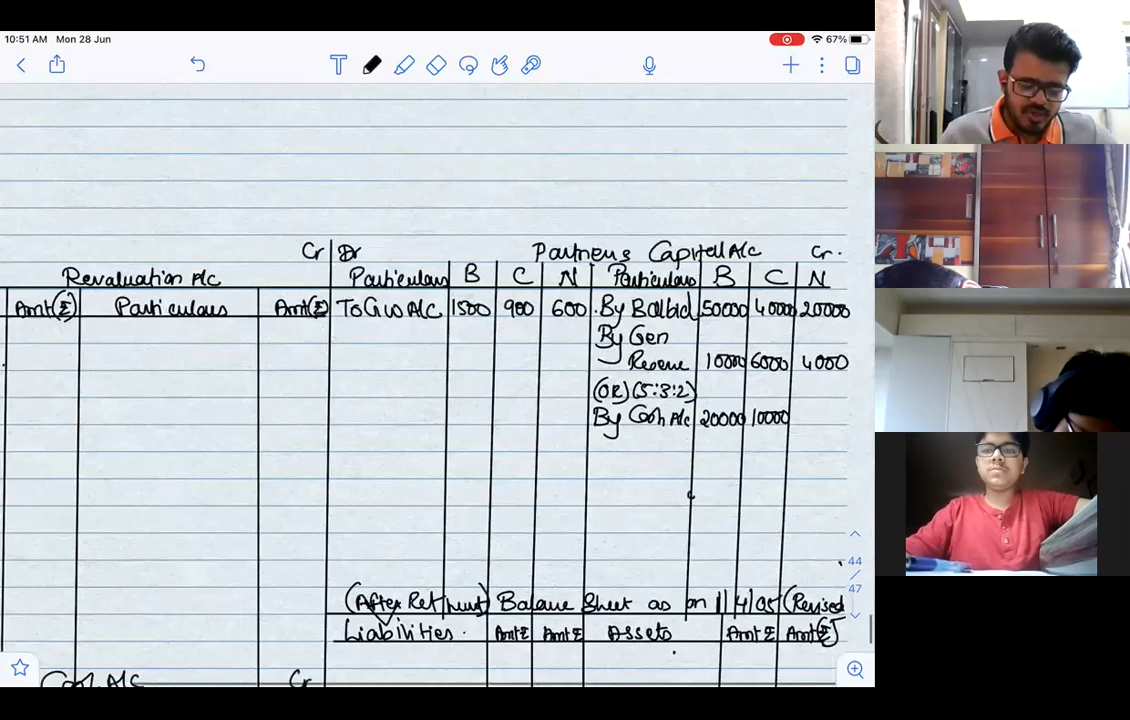 10:51 AM Mon 28 Jun
67%
Cr Dr Partners Capital A/c Cr.
Revaluation A/c Particulars B C N Particulars B C N
Amt(₹) Particulars Amt(₹) To G/w A/c 1500 900 600 By Bal b/d 50000 40000 20000
By Gen
Reserve 10000 6000 4000
(OR) (5:3:2)
By Cash A/c 20000 10000
44
/
47
(After Ret/ment) Balance Sheet as on 1/4/05 (Revised
Liabilities. Amt₹ Amt₹ Assets Amt₹ Amt(₹)
Cash A/c Cr